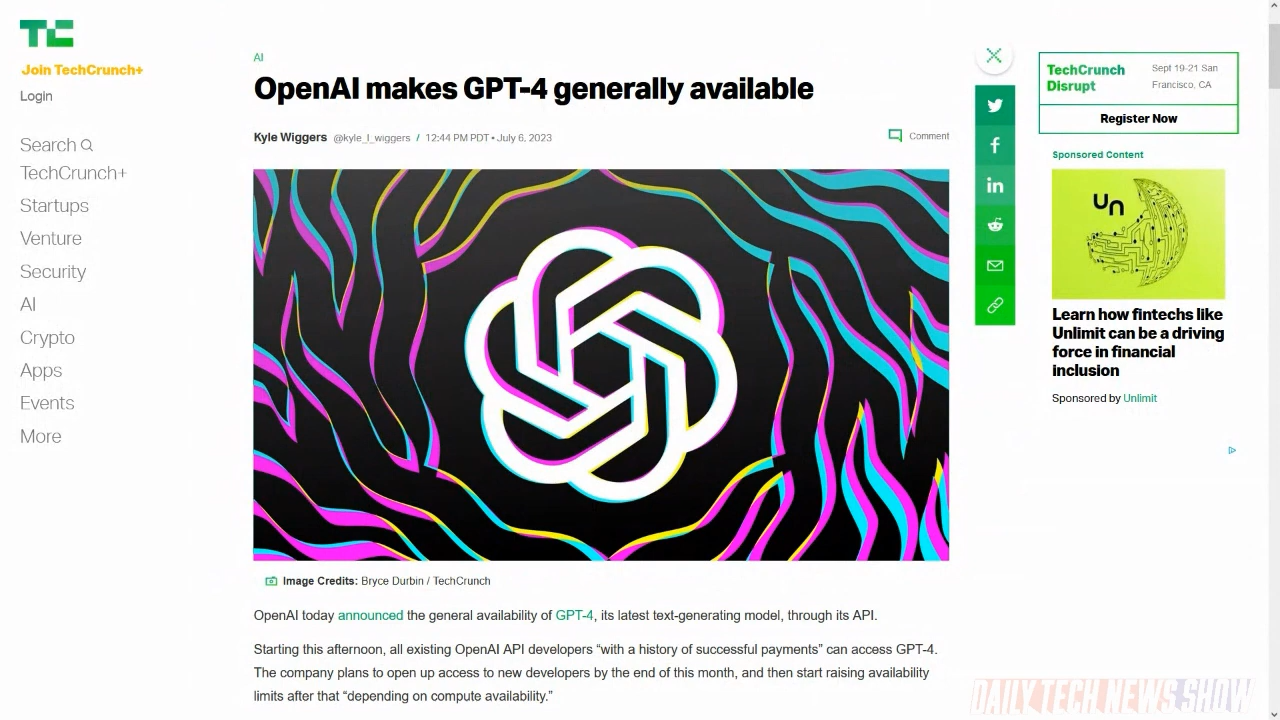 TC
Join TechCrunch+
Login
Search
TechCrunch+
Startups
Venture
Security
AI
Crypto
Apps
Events
More
AI
OpenAI makes GPT-4 generally available
Kyle Wiggers @kyle_l_wiggers / 12:44 PM PDT • July 6, 2023
Comment
Image Credits: Bryce Durbin / TechCrunch
OpenAI today announced the general availability of GPT-4, its latest text-generating model, through its API.
Starting this afternoon, all existing OpenAI API developers “with a history of successful payments” can access GPT-4.
The company plans to open up access to new developers by the end of this month, and then start raising availability
limits after that “depending on compute availability.”
f
in
TechCrunch
Disrupt
Sept 19-21 San
Francisco, CA
Register Now
Sponsored Content
un
Learn how fintechs like
Unlimit can be a driving
force in financial
inclusion
Sponsored by Unlimit
DAILY TECH NEWS SHOW